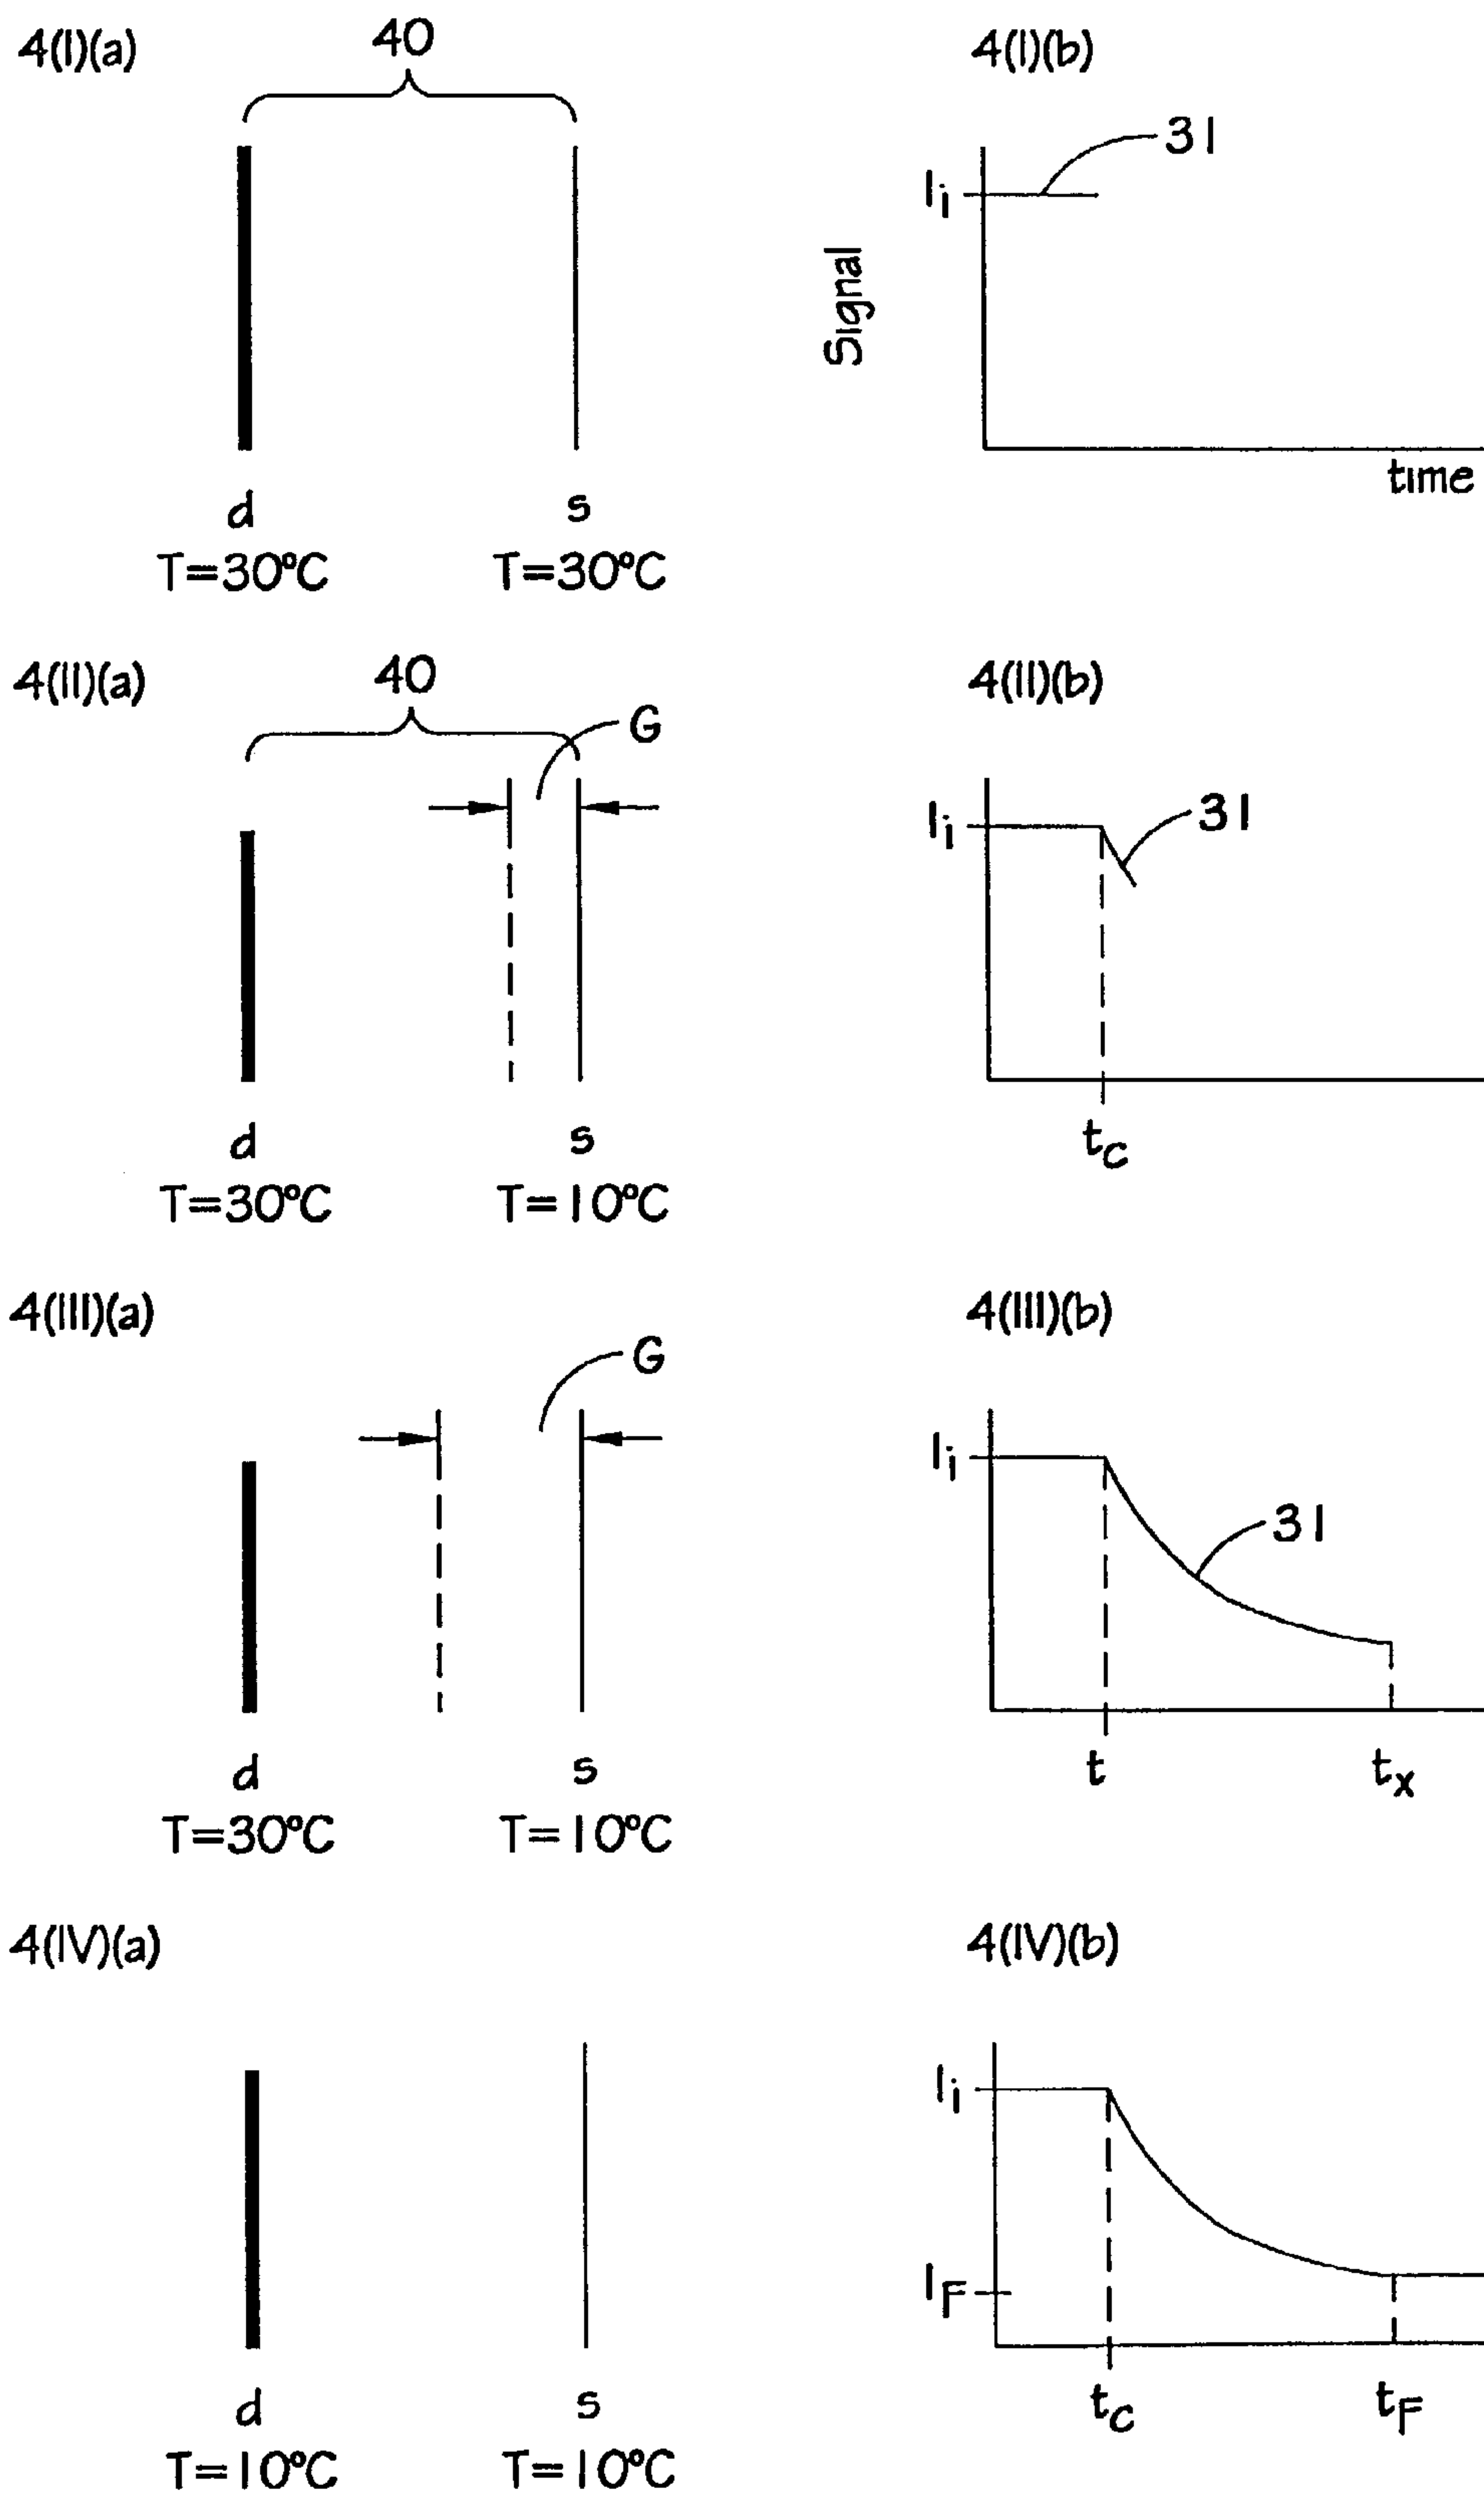 4(I)(a)
40
d
s
T=30°C
T=30°C
4(I)(b)
31
Ii
Signal
time
4(II)(a)
40
G
d
s
T=30°C
T=10°C
4(II)(b)
Ii
31
tC
4(III)(a)
G
d
s
T=30°C
T=10°C
4(III)(b)
Ii
31
t
tX
4(IV)(a)
d
s
T=10°C
T=10°C
4(IV)(b)
Ii
IF
tC
tF